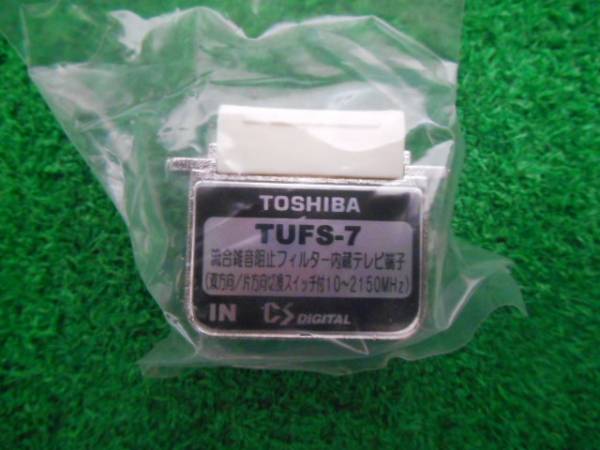 TOSHIBA
TUFS-7
流合雑音阻止フィルター内蔵テレビ端子
(双方向/片方向切換スイッチ付10~2150MHz)
IN CS DIGITAL